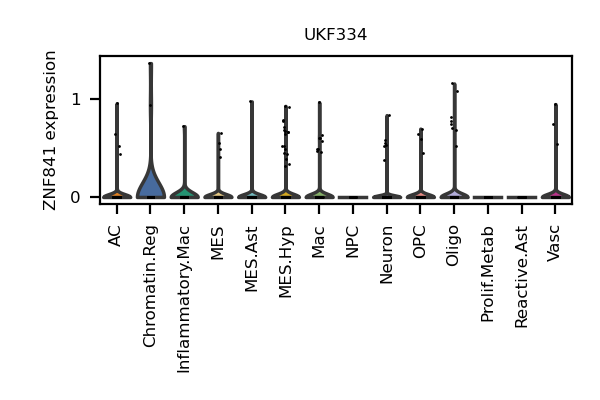 UKF334
ZNF841 expression
1
0
AC
Chromatin.Reg
Inflammatory.Mac
MES
MES.Ast
MES.Hyp
Mac
NPC
Neuron
OPC
Oligo
Prolif.Metab
Reactive.Ast
Vasc